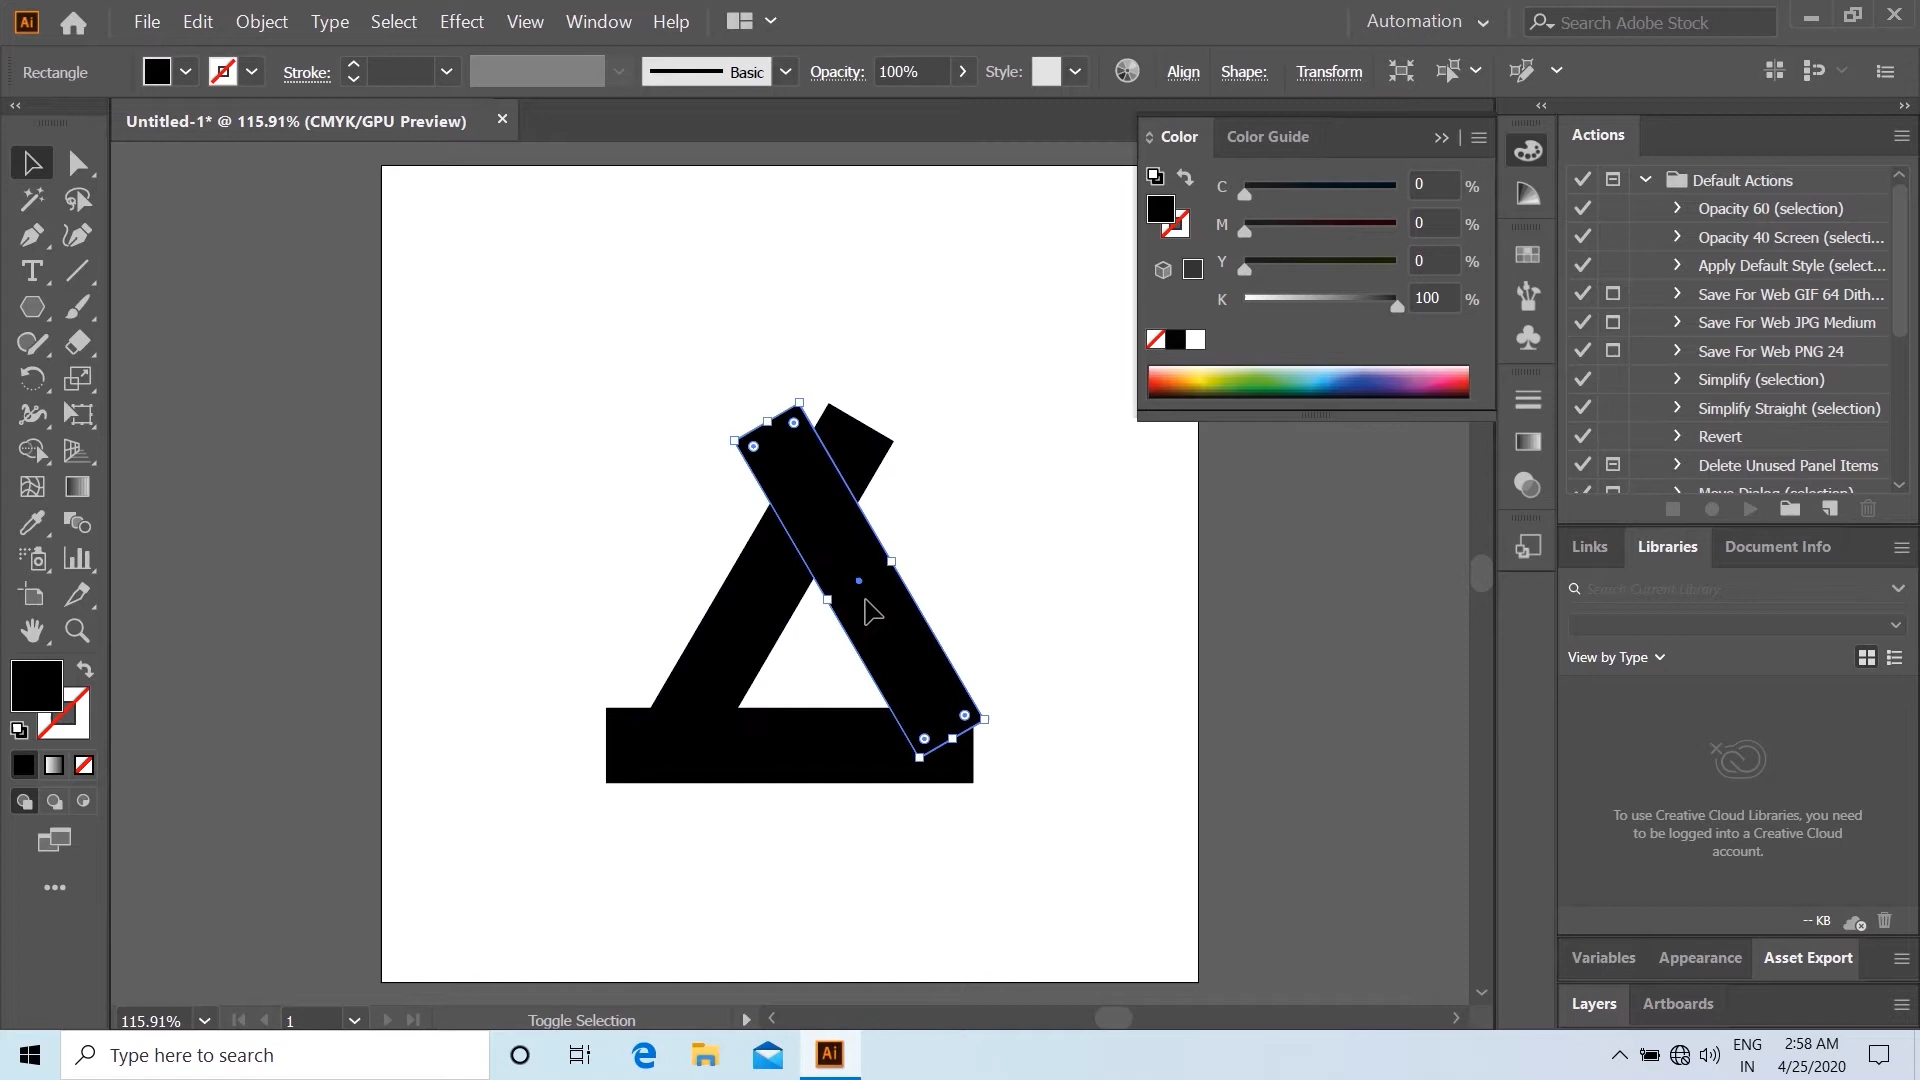 Ai File Edit Object Type Select Effect View Window Help Automation Search Adobe Stock
Rectangle Stroke: Basic Opacity: 100% Style: Align Shape: Transform
Untitled-1* @ 115.91% (CMYK/GPU Preview)
Color Color Guide
C 0 %
M 0 %
Y 0 %
K 100 %
Actions
Default Actions
Opacity 60 (selection)
Opacity 40 Screen (selecti...
Apply Default Style (select...
Save For Web GIF 64 Dith...
Save For Web JPG Medium
Save For Web PNG 24
Simplify (selection)
Simplify Straight (selection)
Revert
Delete Unused Panel Items
Move Dialog (selection)
Links Libraries Document Info
Search Current Library
View by Type
To use Creative Cloud Libraries, you need
to be logged into a Creative Cloud
account.
-- KB
Variables Appearance Asset Export
Layers Artboards
115.91% 1 Toggle Selection
Type here to search
Ai
ENG
IN
2:58 AM
4/25/2020